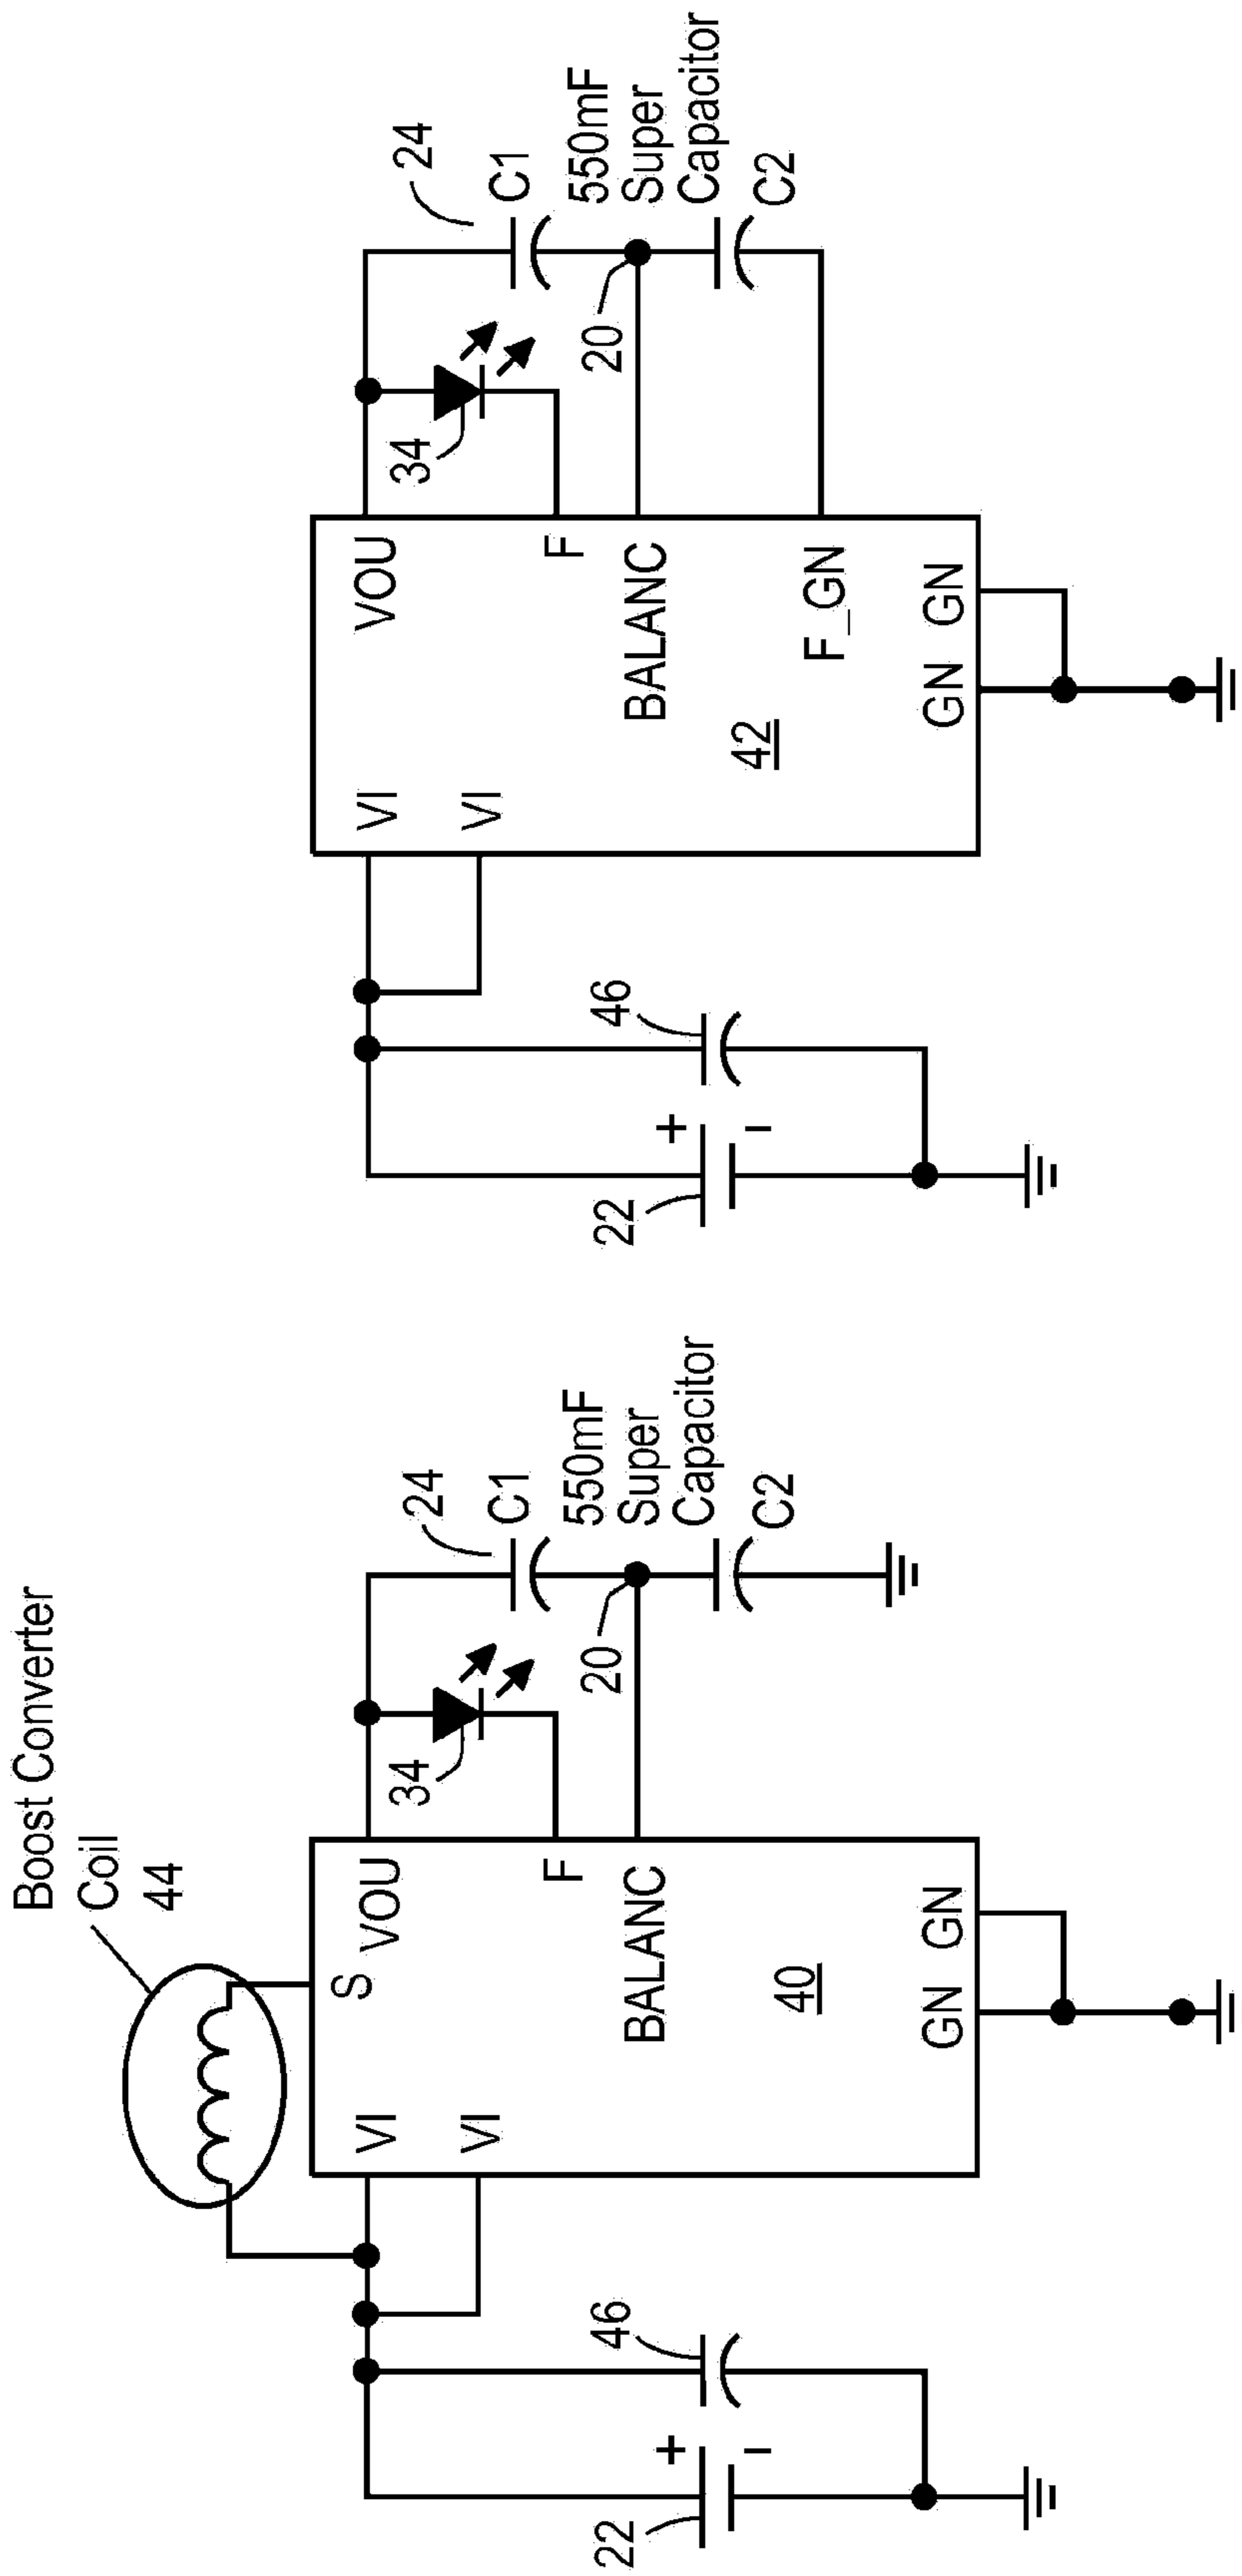 Boost Converter
Coil
44
S
VI
VOU
VI
F
BALANC
40
GN GN
22
+
-
46
34
24
C1
550mF
Super
Capacitor
20
C2
VI
VOU
VI
F
BALANC
42
F_GN
GN GN
22
+
-
46
34
24
C1
550mF
Super
Capacitor
20
C2